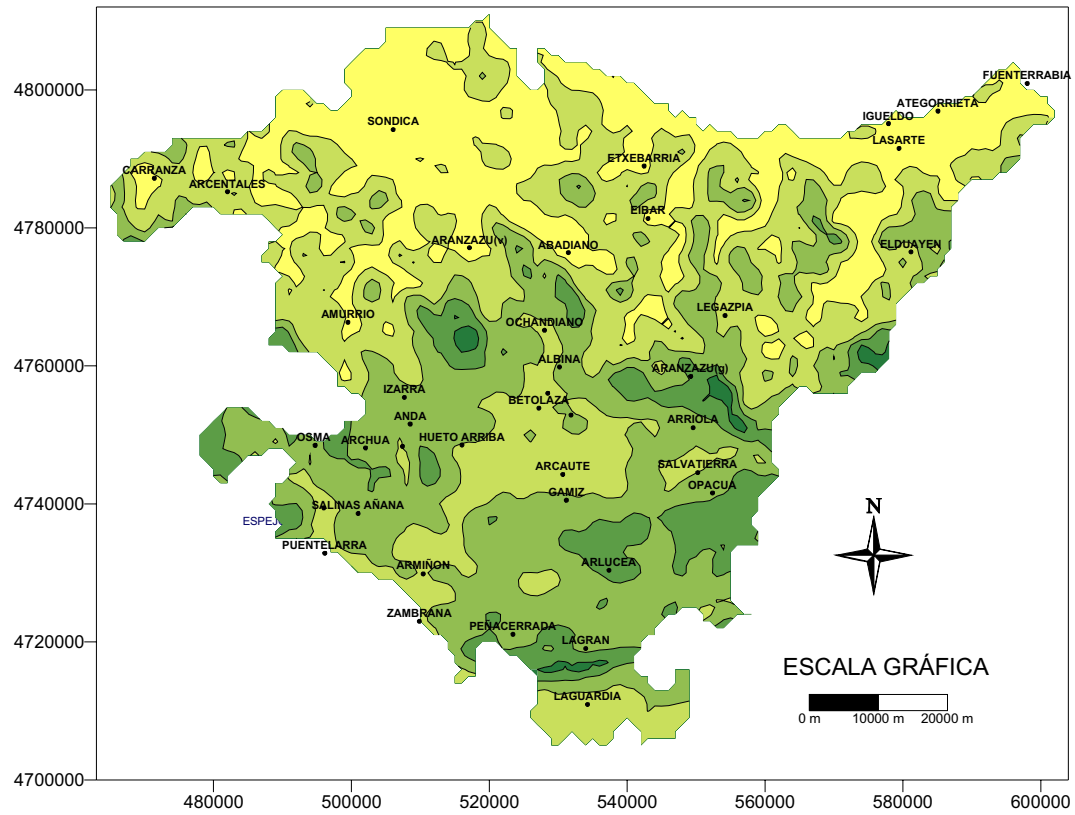 4800000
4780000
4760000
4740000
4720000
4700000
480000
500000
520000
540000
560000
580000
600000
FUENTERRABIA
ATEGORRIETA
IGUELDO
LASARTE
SONDICA
ETXEBARRIA
CARRANZA
ARCENTALES
EIBAR
ARANZAZU(v)
ABADIANO
ELDUAYEN
AMURRIO
OCHANDIANO
LEGAZPIA
ALBINA
ARANZAZU(g)
IZARRA
BETOLAZA
ANDA
ARRIOLA
OSMA
ARCHUA
HUETO ARRIBA
ARCAUTE
SALVATIERRA
GAMIZ
OPACUA
SALINAS AÑANA
ESPEJ
PUENTELARRA
ARMIÑON
ARLUCEA
ZAMBRANA
PEÑACERRADA
LAGRAN
LAGUARDIA
N
ESCALA GRÁFICA
0 m
10000 m
20000 m